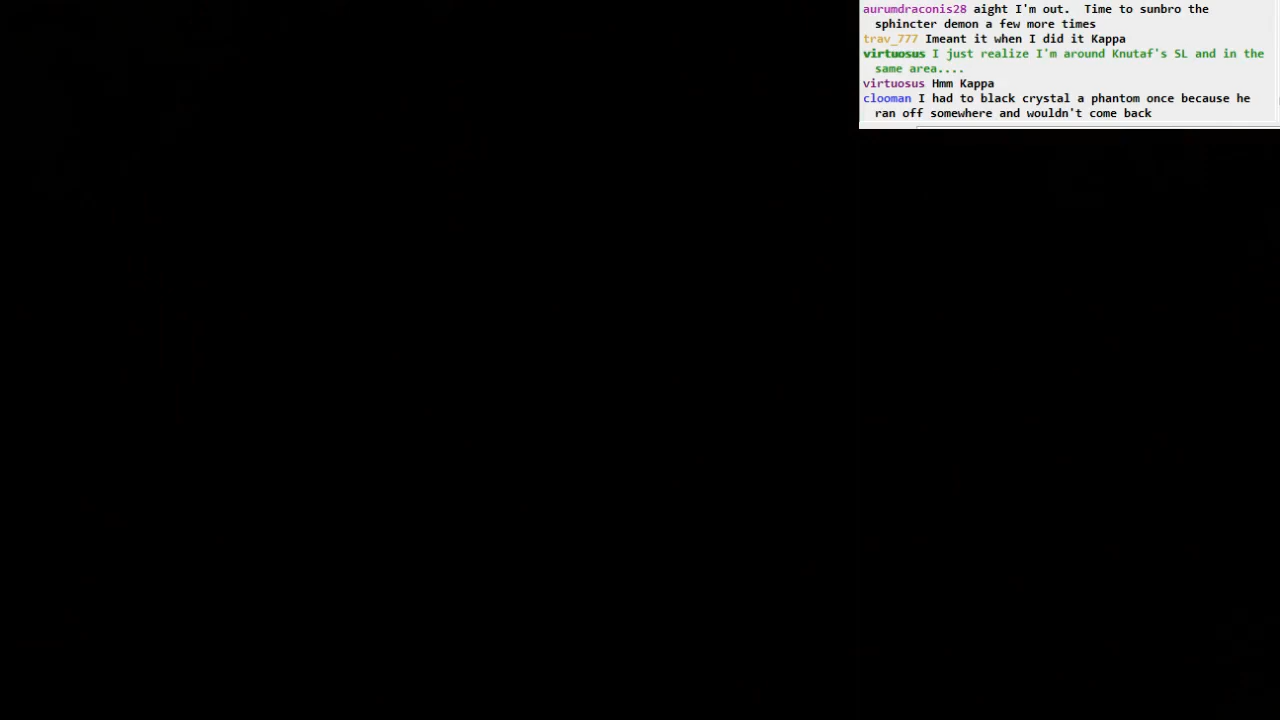 aurumdraconis28 aight I'm out. Time to sunbro the
sphincter demon a few more times
trav_777 Imeant it when I did it Kappa
virtuosus I just realize I'm around Knutaf's SL and in the
same area....
virtuosus Hmm Kappa
clooman I had to black crystal a phantom once because he
ran off somewhere and wouldn't come back